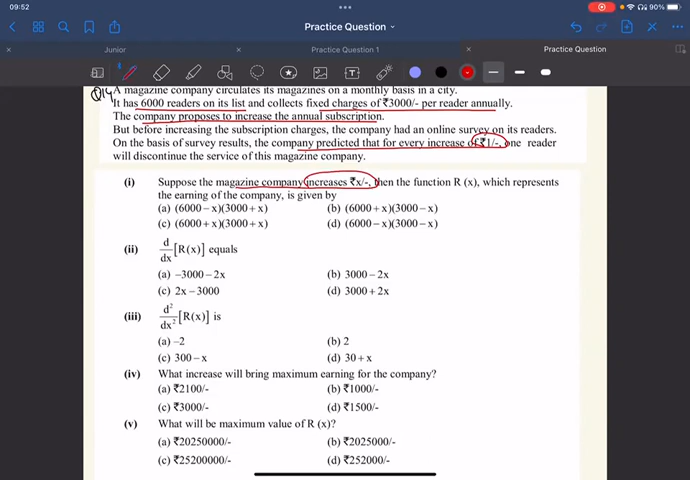 09:52
90%
Practice Question
Junior
Practice Question 1
Practice Question
Q14 A magazine company circulates its magazines on a monthly basis in a city.
It has 6000 readers on its list and collects fixed charges of ₹3000/- per reader annually.
The company proposes to increase the annual subscription.
But before increasing the subscription charges, the company had an online survey on its readers.
On the basis of survey results, the company predicted that for every increase of ₹1/-, one reader
will discontinue the service of this magazine company.
(i) Suppose the magazine company increases ₹x/-, then the function R (x), which represents
the earning of the company, is given by
(a) (6000 – x)(3000 + x) (b) (6000 + x)(3000 – x)
(c) (6000 + x)(3000 + x) (d) (6000 – x)(3000 – x)
(ii) d/dx [R(x)] equals
(a) –3000 – 2x (b) 3000 – 2x
(c) 2x – 3000 (d) 3000 + 2x
(iii) d²/dx² [R(x)] is
(a) –2 (b) 2
(c) 300 – x (d) 30 + x
(iv) What increase will bring maximum earning for the company?
(a) ₹2100/- (b) ₹1000/-
(c) ₹3000/- (d) ₹1500/-
(v) What will be maximum value of R (x)?
(a) ₹20250000/- (b) ₹2025000/-
(c) ₹25200000/- (d) ₹252000/-